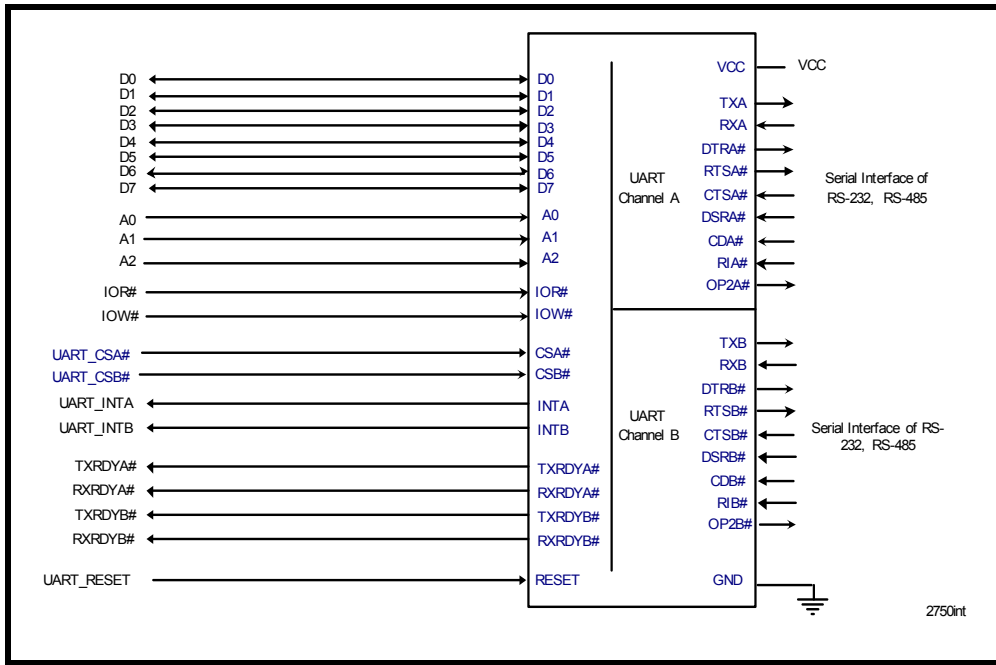 D0
D1
D2
D3
D4
D5
D6
D7
A0
A1
A2
IOR#
IOW#
UART_CSA#
UART_CSB#
UART_INTA
UART_INTB
TXRDYA#
RXRDYA#
TXRDYB#
RXRDYB#
UART_RESET
D0
D1
D2
D3
D4
D5
D6
D7
A0
A1
A2
IOR#
IOW#
CSA#
CSB#
INTA
INTB
TXRDYA#
RXRDYA#
TXRDYB#
RXRDYB#
RESET
UART
Channel A
UART
Channel B
VCC
TXA
RXA
DTRA#
RTSA#
CTSA#
DSRA#
CDA#
RIA#
OP2A#
TXB
RXB
DTRB#
RTSB#
CTSB#
DSRB#
CDB#
RIB#
OP2B#
GND
VCC
Serial Interface of
RS-232, RS-485
Serial Interface of RS-
232, RS-485
2750int